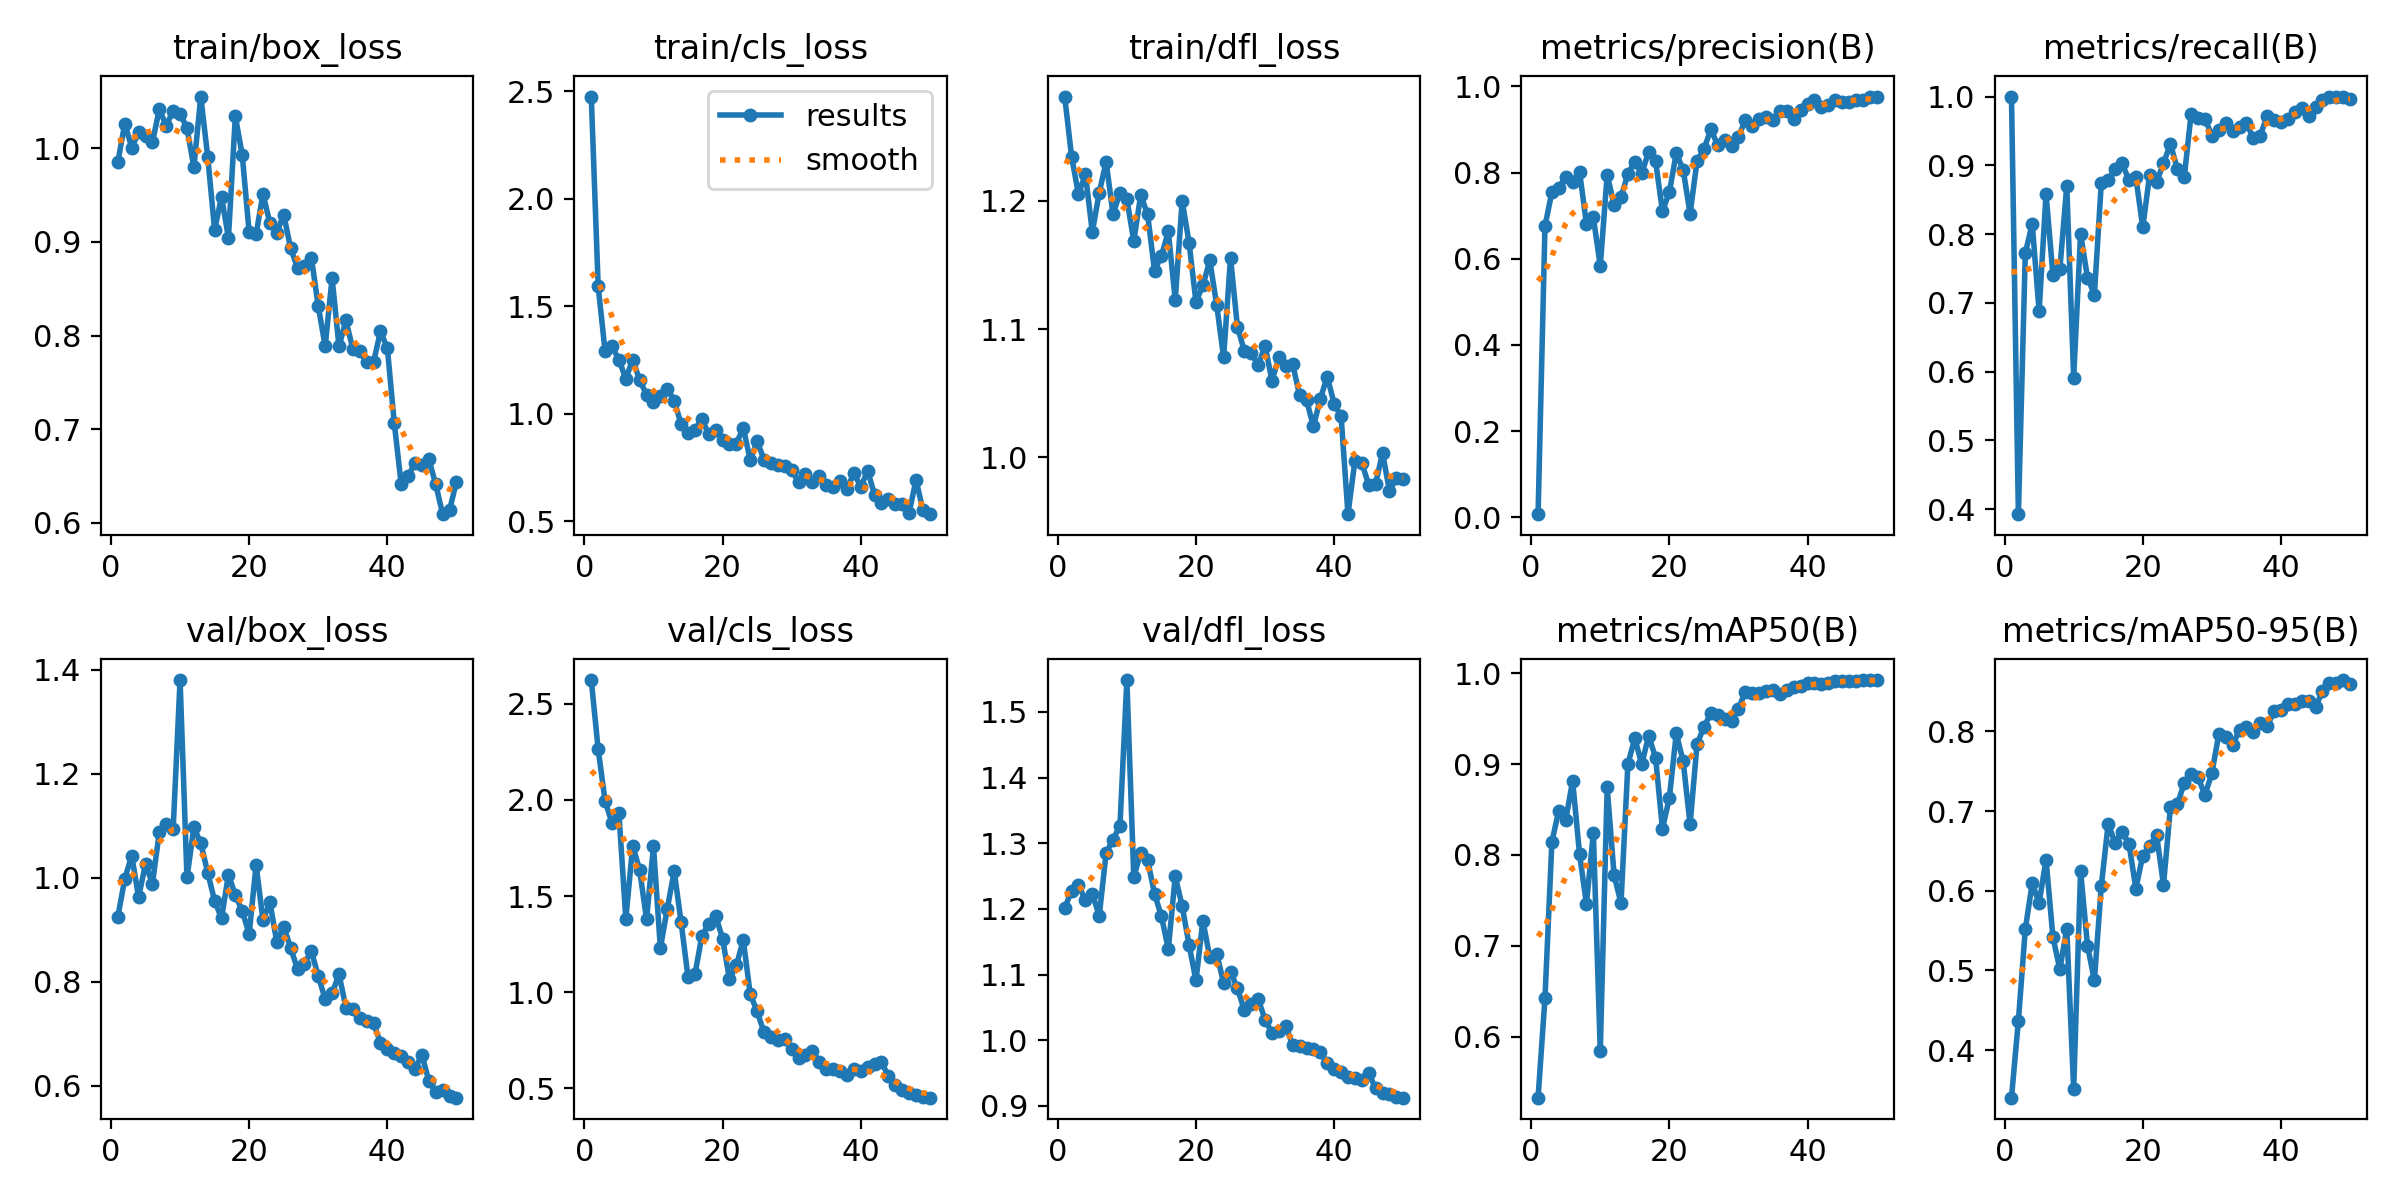 train/box_loss
train/cls_loss
train/dfl_loss
metrics/precision(B)
metrics/recall(B)
1.0
0.9
0.8
0.7
0.6
0 20 40
2.5
2.0
1.5
1.0
0.5
0 20 40
results
smooth
1.2
1.1
1.0
0 20 40
1.0
0.8
0.6
0.4
0.2
0.0
0 20 40
1.0
0.9
0.8
0.7
0.6
0.5
0.4
0 20 40
val/box_loss
val/cls_loss
val/dfl_loss
metrics/mAP50(B)
metrics/mAP50-95(B)
1.4
1.2
1.0
0.8
0.6
0 20 40
2.5
2.0
1.5
1.0
0.5
0 20 40
1.5
1.4
1.3
1.2
1.1
1.0
0.9
0 20 40
1.0
0.9
0.8
0.7
0.6
0 20 40
0.8
0.7
0.6
0.5
0.4
0 20 40